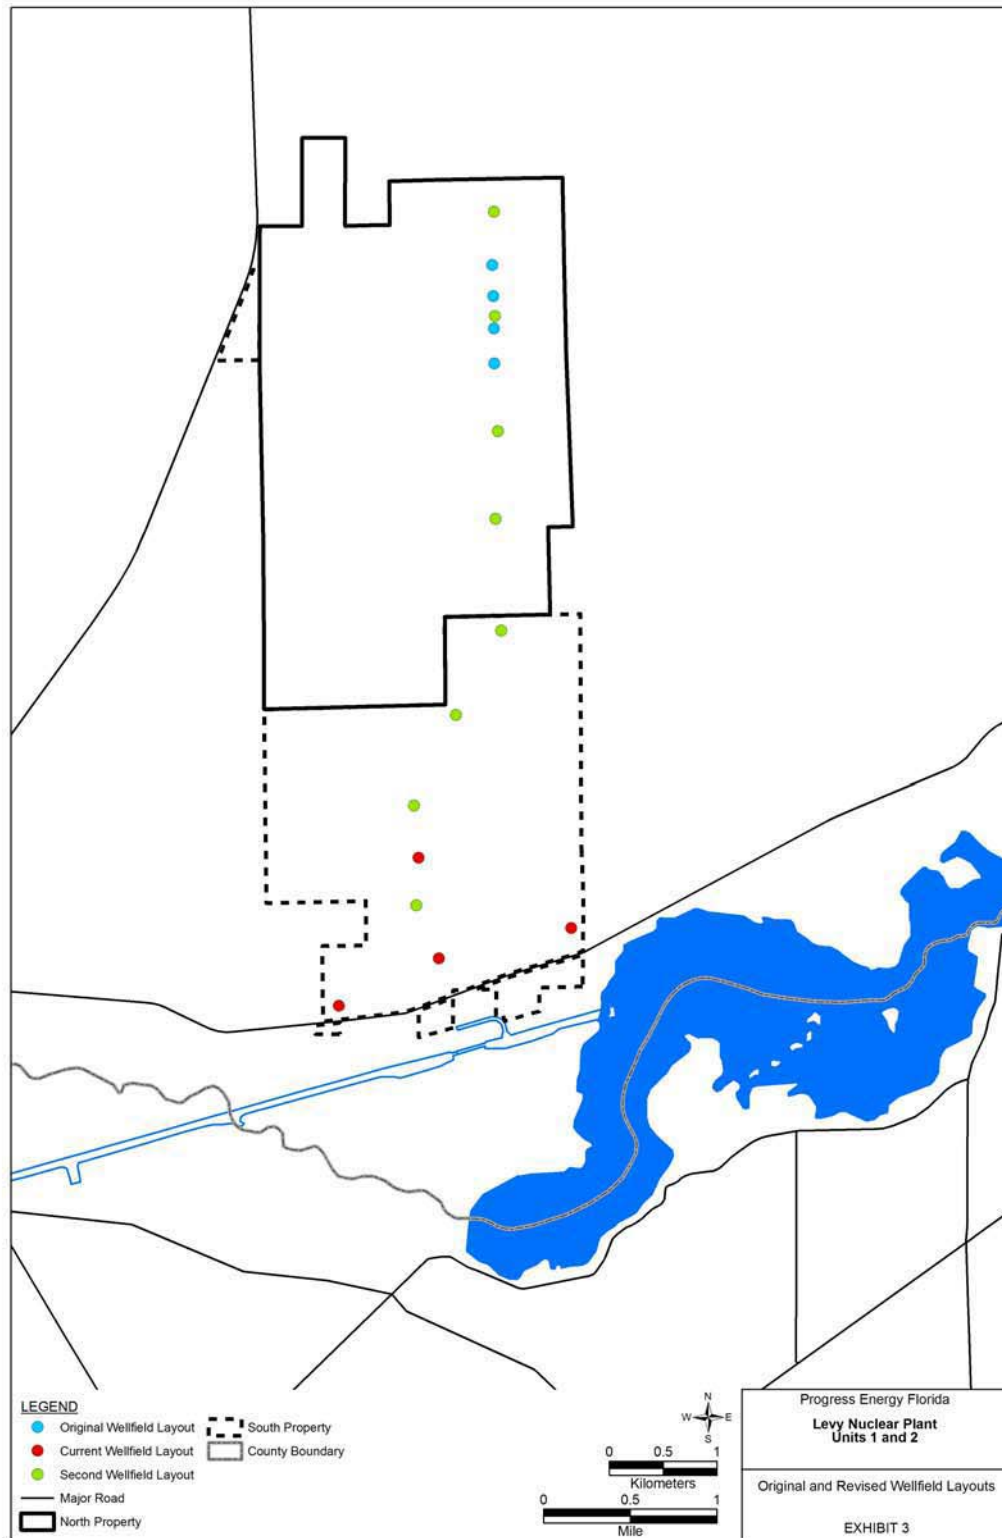 LEGEND
Original Wellfield Layout
Current Wellfield Layout
Second Wellfield Layout
Major Road
North Property
South Property
County Boundary
N
W E
S
0 0.5 1
Kilometers
0 0.5 1
Mile
Progress Energy Florida
Levy Nuclear Plant
Units 1 and 2
Original and Revised Wellfield Layouts
EXHIBIT 3